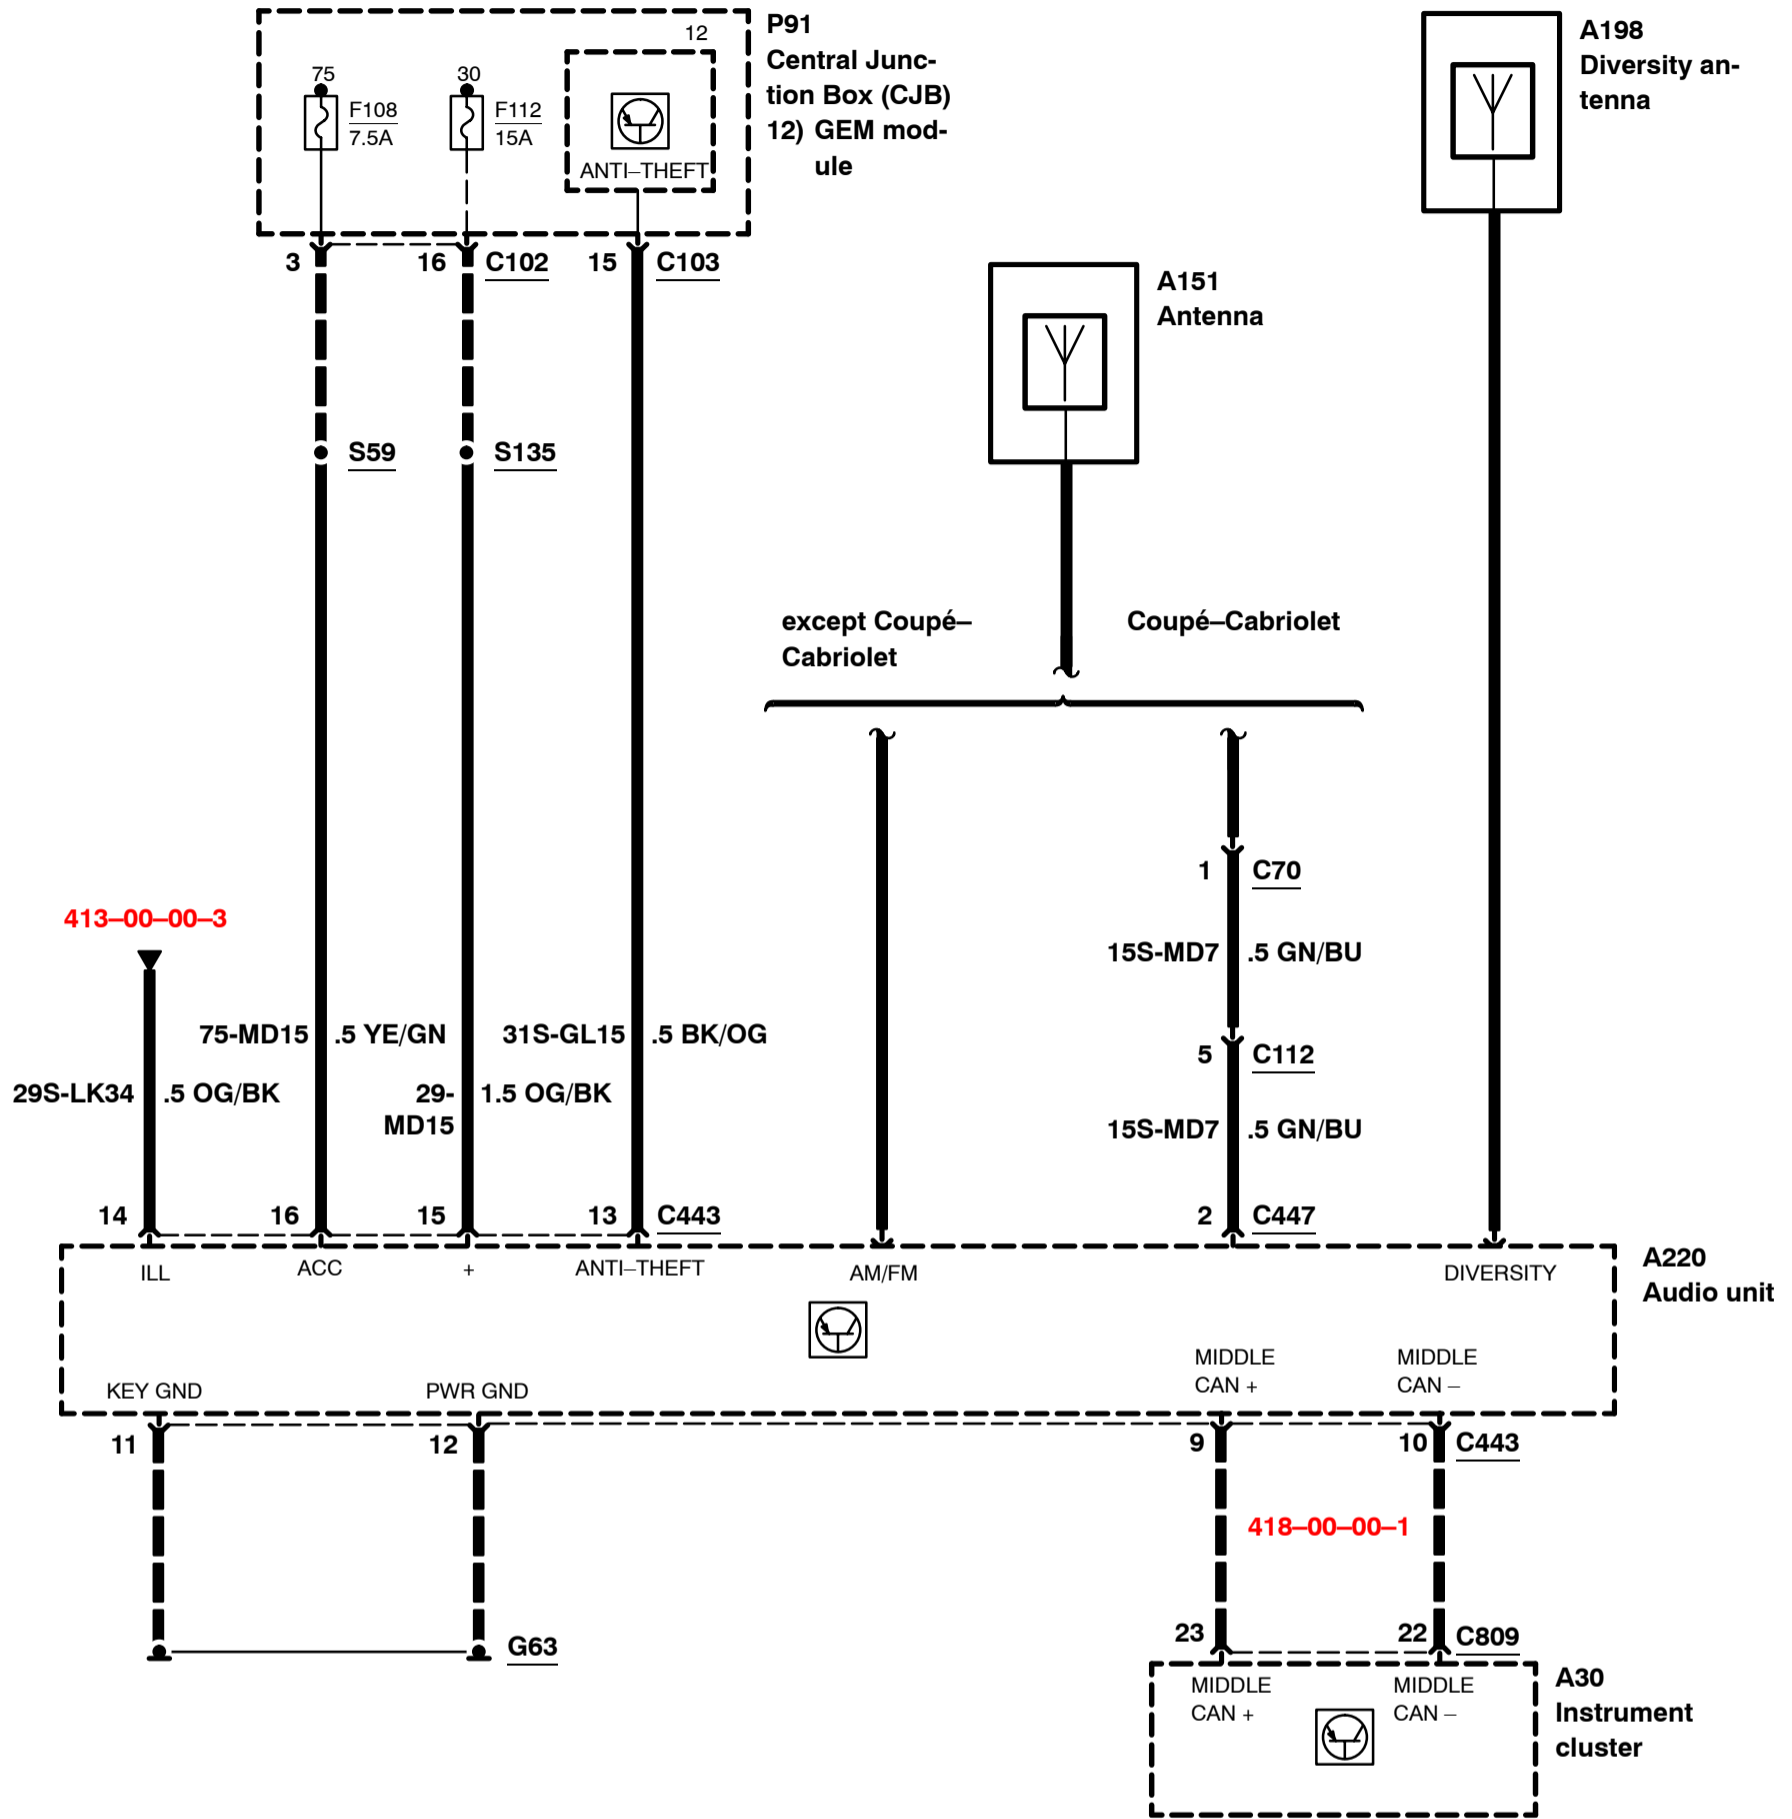 P91
Central Junc-
tion Box (CJB)
12) GEM mod-
ule
12
75
F108
7.5A
30
F112
15A
ANTI–THEFT
3
16
C102
15
C103
A198
Diversity an-
tenna
A151
Antenna
S59
S135
except Coupé–
Cabriolet
Coupé–Cabriolet
1
C70
15S-MD7
.5 GN/BU
413–00–00–3
75-MD15
.5 YE/GN
31S-GL15
.5 BK/OG
5
C112
29S-LK34
.5 OG/BK
29-
MD15
1.5 OG/BK
15S-MD7
.5 GN/BU
14
16
15
13
C443
2
C447
ILL
ACC
+
ANTI–THEFT
AM/FM
DIVERSITY
A220
Audio unit
KEY GND
PWR GND
MIDDLE
CAN +
MIDDLE
CAN –
11
12
9
10
C443
418–00–00–1
G63
23
22
C809
MIDDLE
CAN +
MIDDLE
CAN –
A30
Instrument
cluster